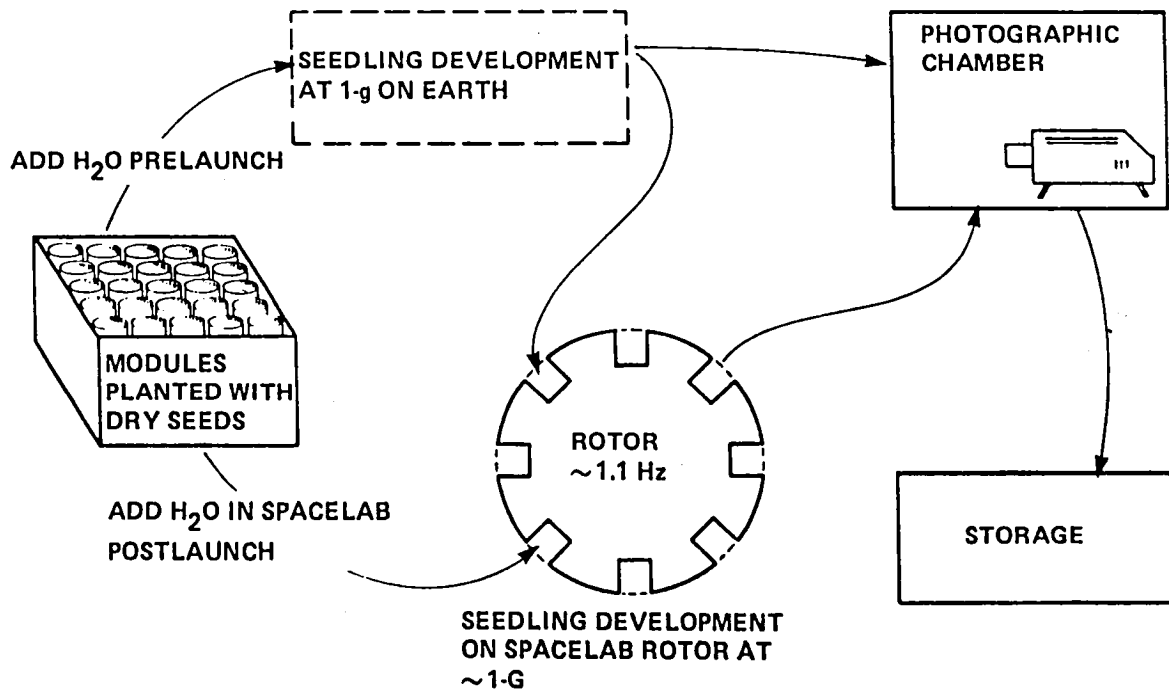 SEEDLING DEVELOPMENT
AT 1-g ON EARTH
PHOTOGRAPHIC
CHAMBER
ADD H₂O PRELAUNCH
MODULES
PLANTED WITH
DRY SEEDS
ROTOR
~1.1 Hz
ADD H₂O IN SPACELAB
POSTLAUNCH
STORAGE
SEEDLING DEVELOPMENT
ON SPACELAB ROTOR AT
~1-G